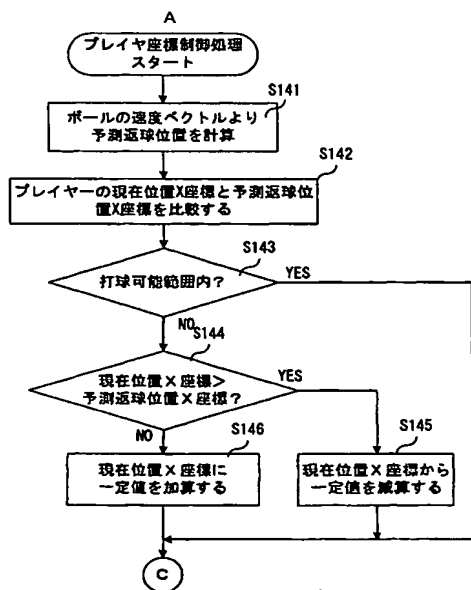 A
プレイヤ座標制御処理
スタート
S141
ボールの速度ベクトルより
予測返球位置を計算
S142
プレイヤーの現在位置X座標と予測返球位
置X座標を比較する
S143
打球可能範囲内?
YES
NO
S144
現在位置X座標>
予測返球位置X座標?
YES
NO
S146
現在位置X座標に
一定値を加算する
S145
現在位置X座標から
一定値を減算する
C